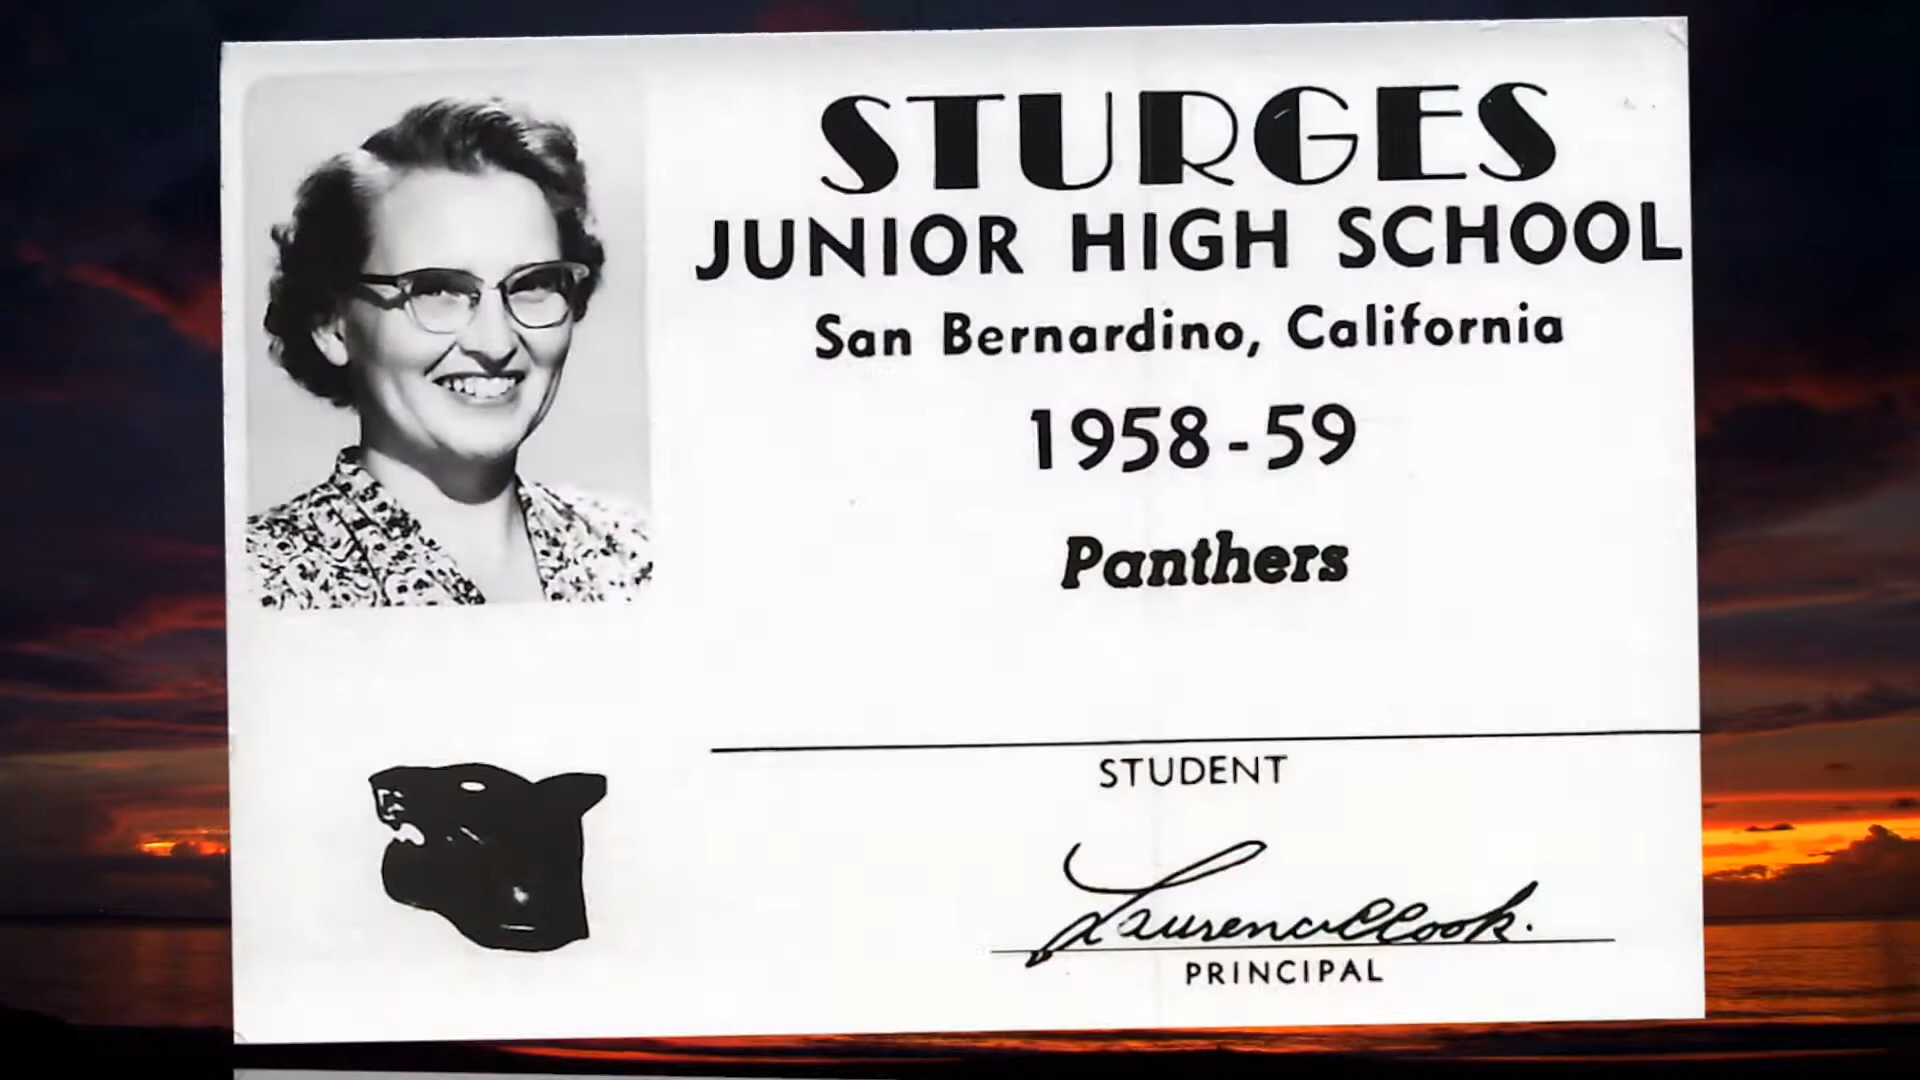 STURGES
JUNIOR HIGH SCHOOL
San Bernardino, California
1958-59
Panthers
STUDENT
Laurence C Cook.
PRINCIPAL